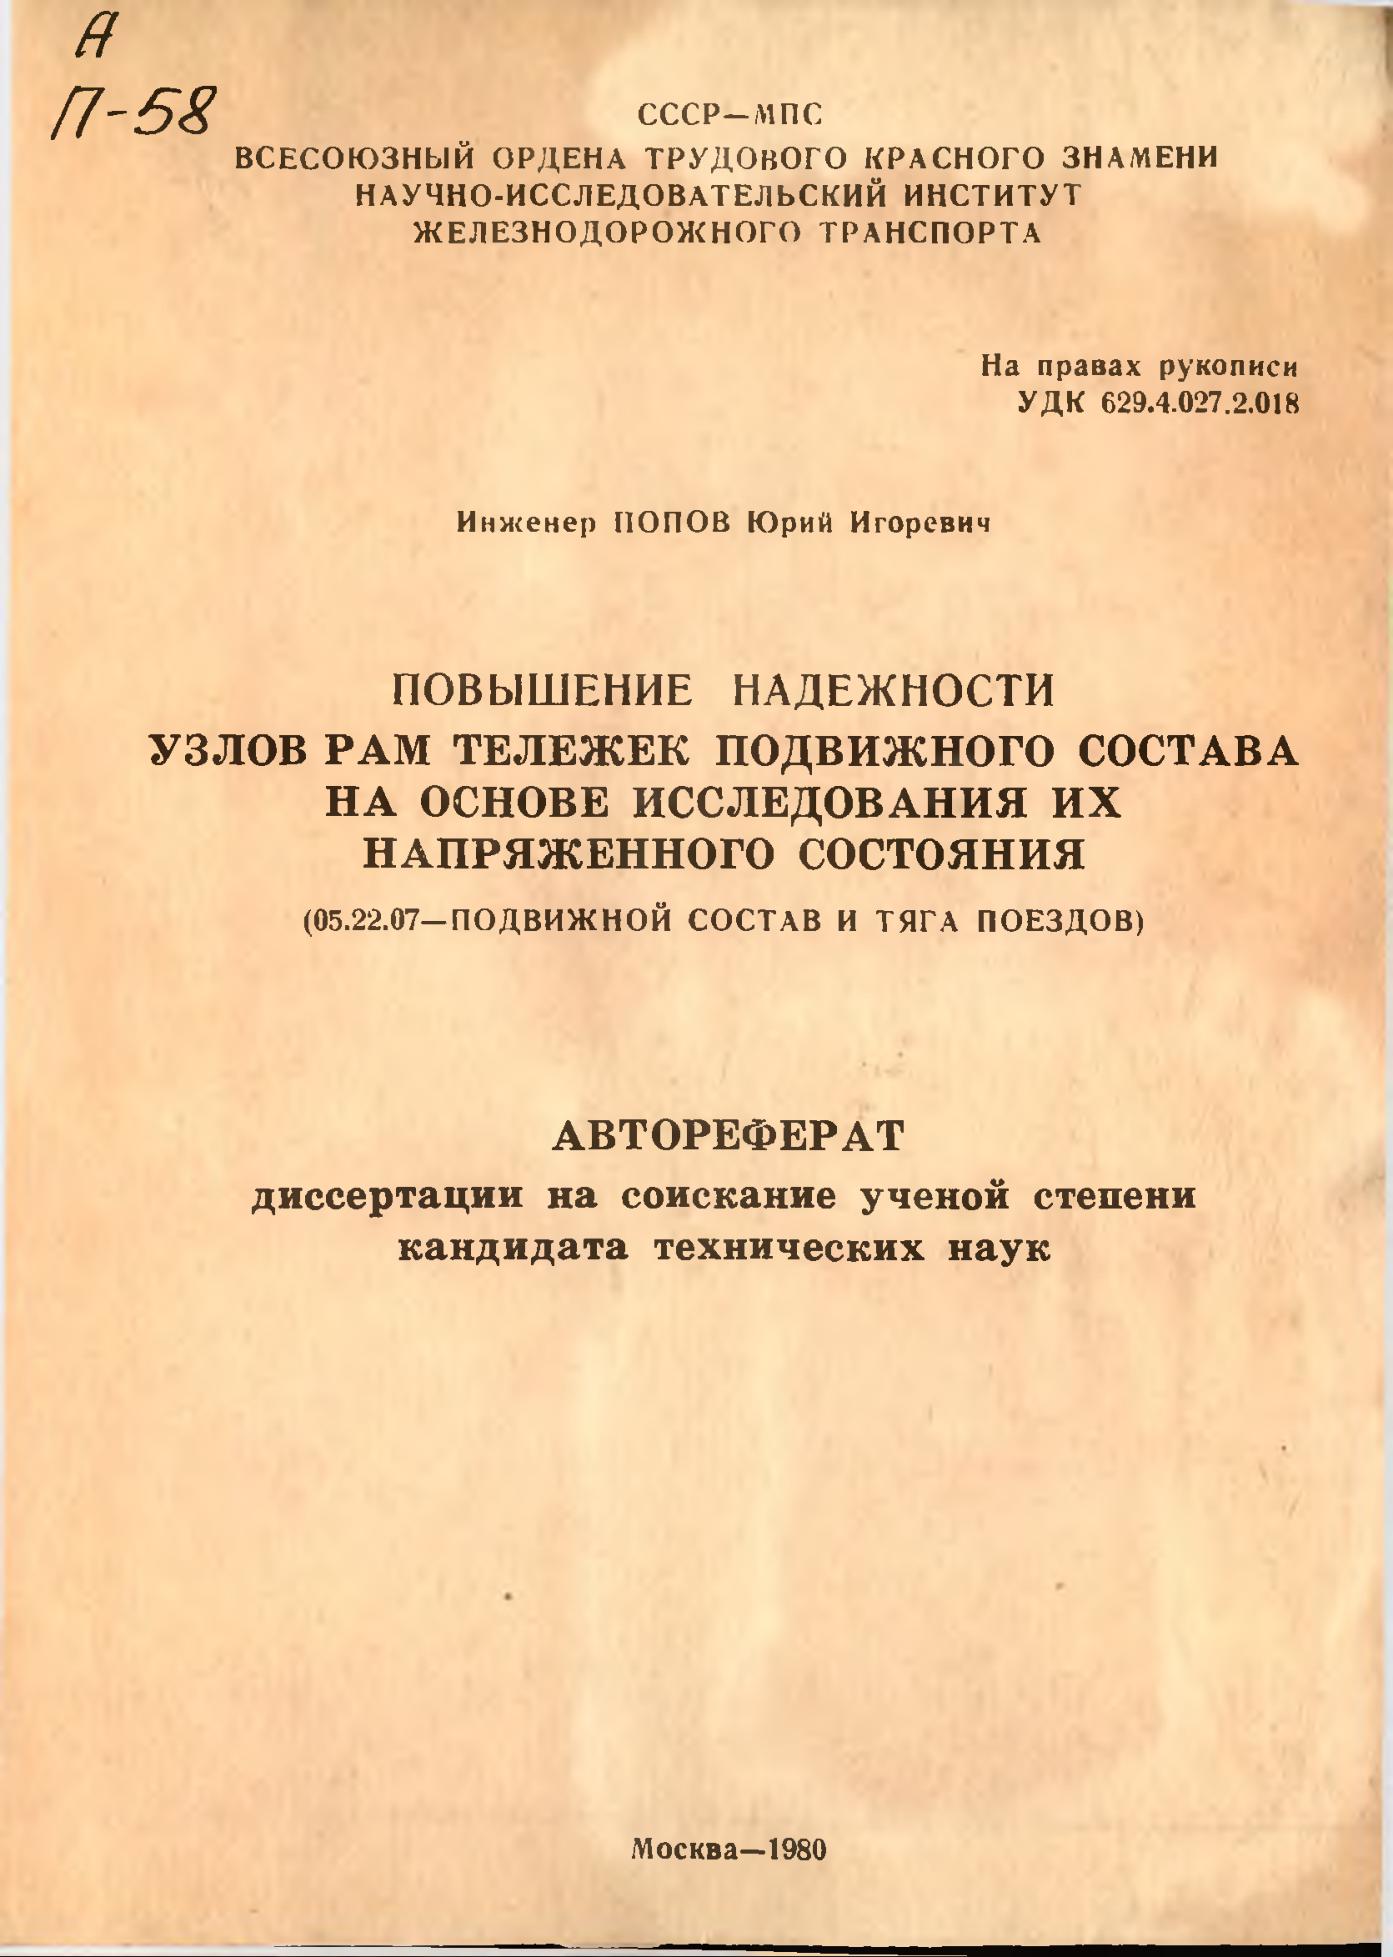 А
П-58
СССР—МПС
ВСЕСОЮЗНЫЙ ОРДЕНА ТРУДОВОГО КРАСНОГО ЗНАМЕНИ
НАУЧНО-ИССЛЕДОВАТЕЛЬСКИЙ ИНСТИТУТ
ЖЕЛЕЗНОДОРОЖНОГО ТРАНСПОРТА
На правах рукописи
УДК 629.4.027.2.018
Инженер ПОПОВ Юрий Игоревич
ПОВЫШЕНИЕ НАДЕЖНОСТИ
УЗЛОВ РАМ ТЕЛЕЖЕК ПОДВИЖНОГО СОСТАВА
НА ОСНОВЕ ИССЛЕДОВАНИЯ ИХ
НАПРЯЖЕННОГО СОСТОЯНИЯ
(05.22.07—ПОДВИЖНОЙ СОСТАВ И ТЯГА ПОЕЗДОВ)
АВТОРЕФЕРАТ
диссертации на соискание ученой степени
кандидата технических наук
Москва—1980